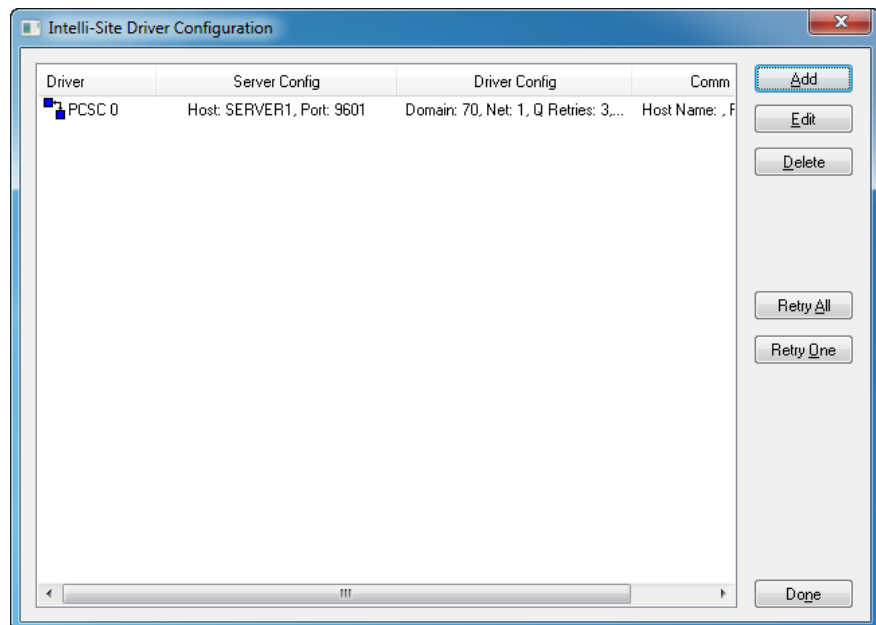 Intelli-Site Driver Configuration
Driver Server Config Driver Config Comm
PCSC 0 Host: SERVER1, Port: 9601 Domain: 70, Net: 1, Q Retries: 3,... Host Name: , F
Add
Edit
Delete
Retry All
Retry One
Done